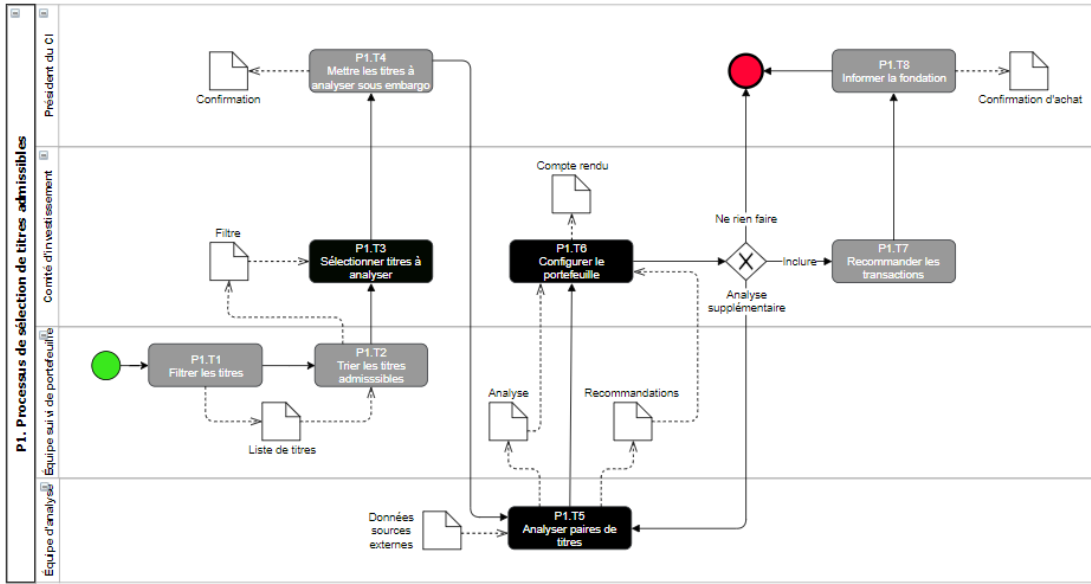 P1. Processus de sélection de titres admissibles
Président du CI
P1.T4
Mettre les titres à
analyser sous embargo
Confirmation
P1.T8
Informer la fondation
Confirmation d'achat
Comité d'investissement
Compte rendu
Filtre
P1.T3
Sélectionner titres à
analyser
P1.T6
Configurer le
portefeuille
Ne rien faire
Inclure
P1.T7
Recommander les
transactions
Analyse
supplémentaire
Équipe suivi de portefeuille
P1.T1
Filtrer les titres
P1.T2
Trier les titres
admisssibles
Liste de titres
Analyse
Recommandations
Équipe d'analyse
Données
sources
externes
P1.T5
Analyser paires de
titres